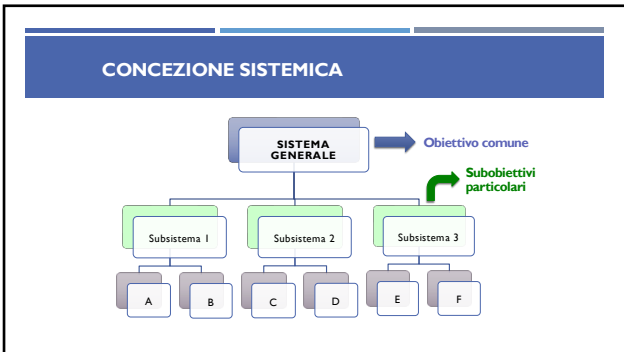 CONCEZIONE SISTEMICA
SISTEMA
GENERALE
Obiettivo comune
Subobiettivi
particolari
Subsistema 1
Subsistema 2
Subsistema 3
A
B
C
D
E
F